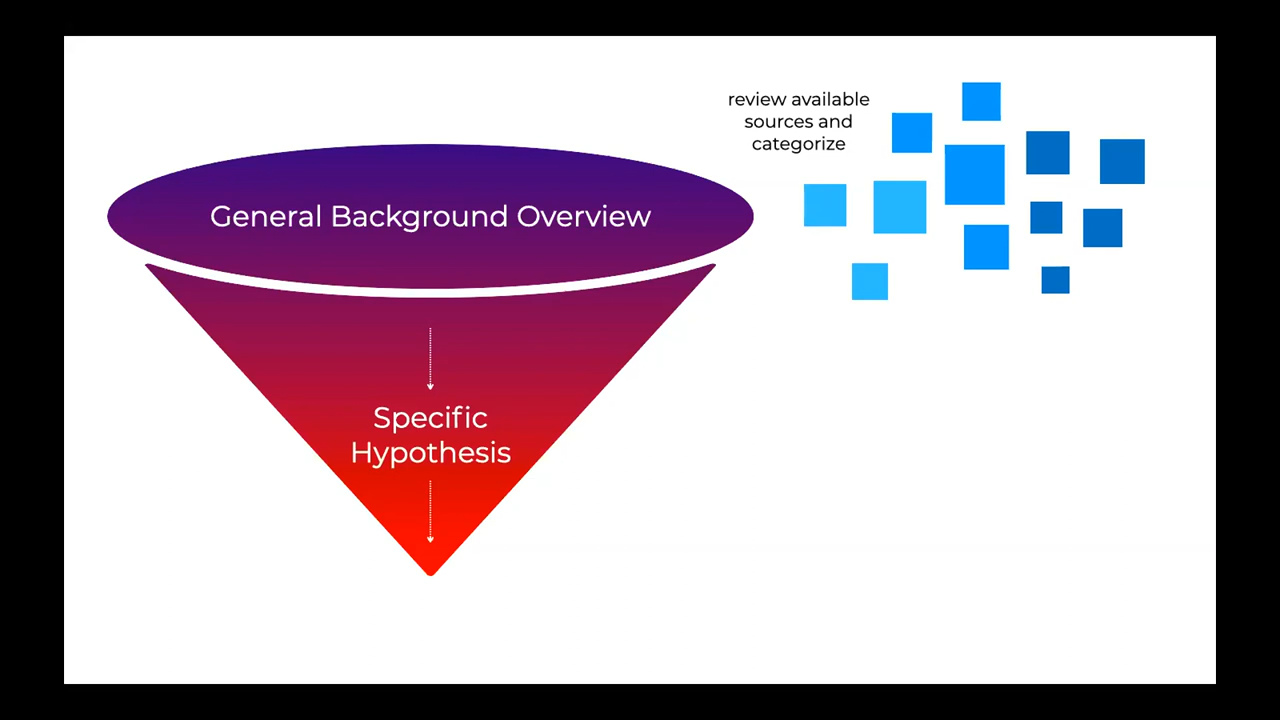 review available
sources and
categorize
General Background Overview
Specific
Hypothesis